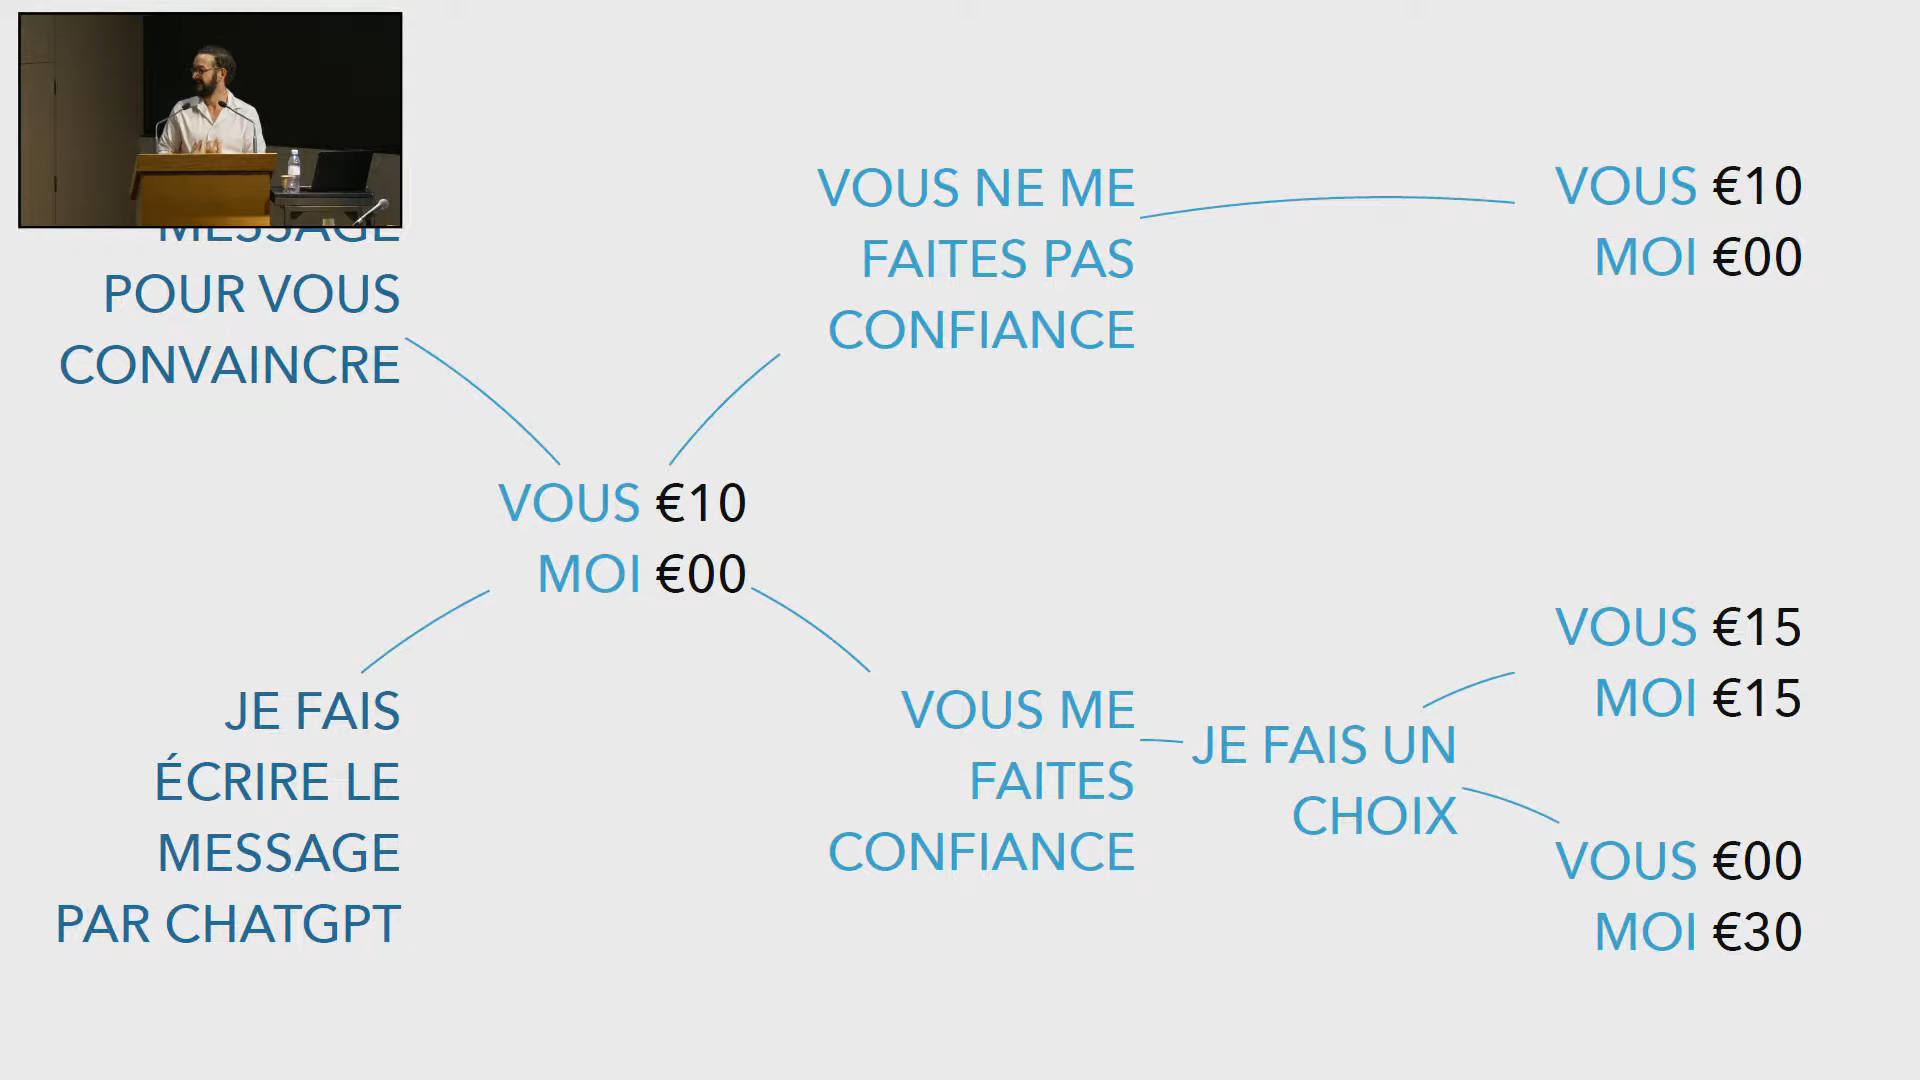 MESSAGE
POUR VOUS
CONVAINCRE
VOUS NE ME
FAITES PAS
CONFIANCE
VOUS €10
MOI €00
VOUS €10
MOI €00
JE FAIS
ÉCRIRE LE
MESSAGE
PAR CHATGPT
VOUS ME
FAITES
CONFIANCE
JE FAIS UN
CHOIX
VOUS €15
MOI €15
VOUS €00
MOI €30